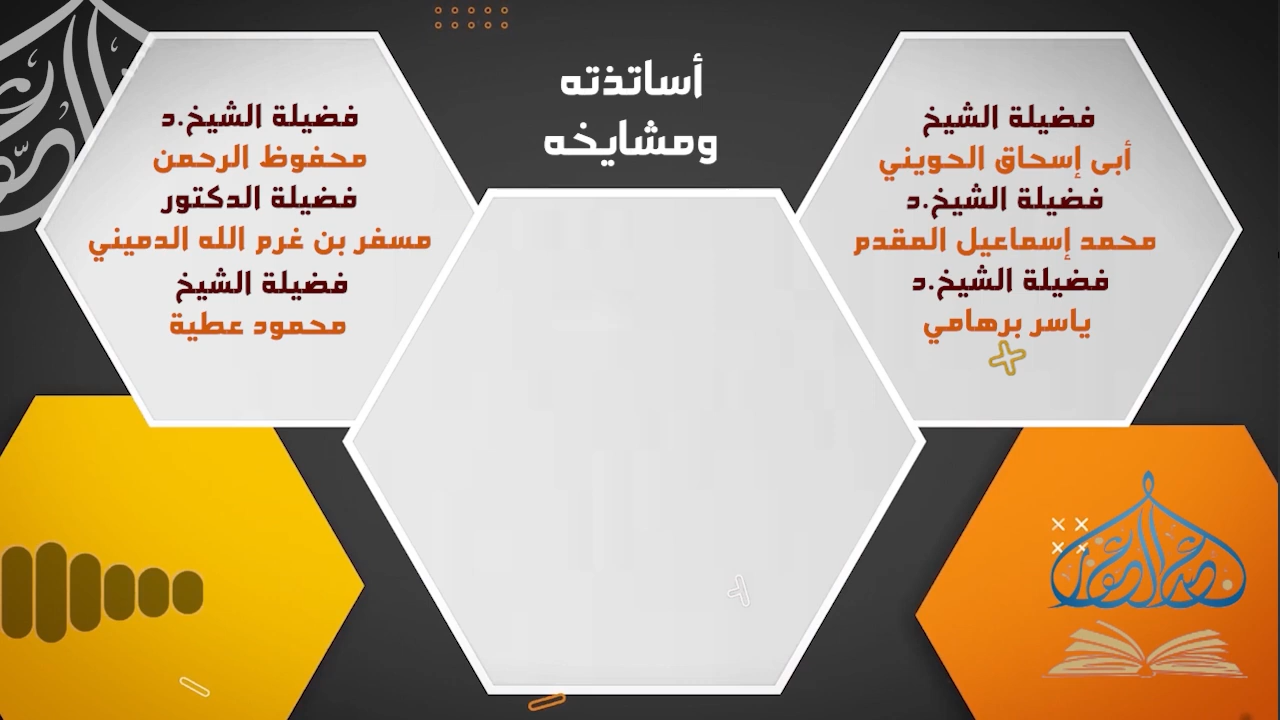 أساتذته
ومشايخه
فضيلة الشيخ
أبى إسحاق الحويني
فضيلة الشيخ.د
محمد إسماعيل المقدم
فضيلة الشيخ.د
ياسر برهامي
فضيلة الشيخ.د
محفوظ الرحمن
فضيلة الدكتور
مسفر بن غرم الله الدميني
فضيلة الشيخ
محمود عطية